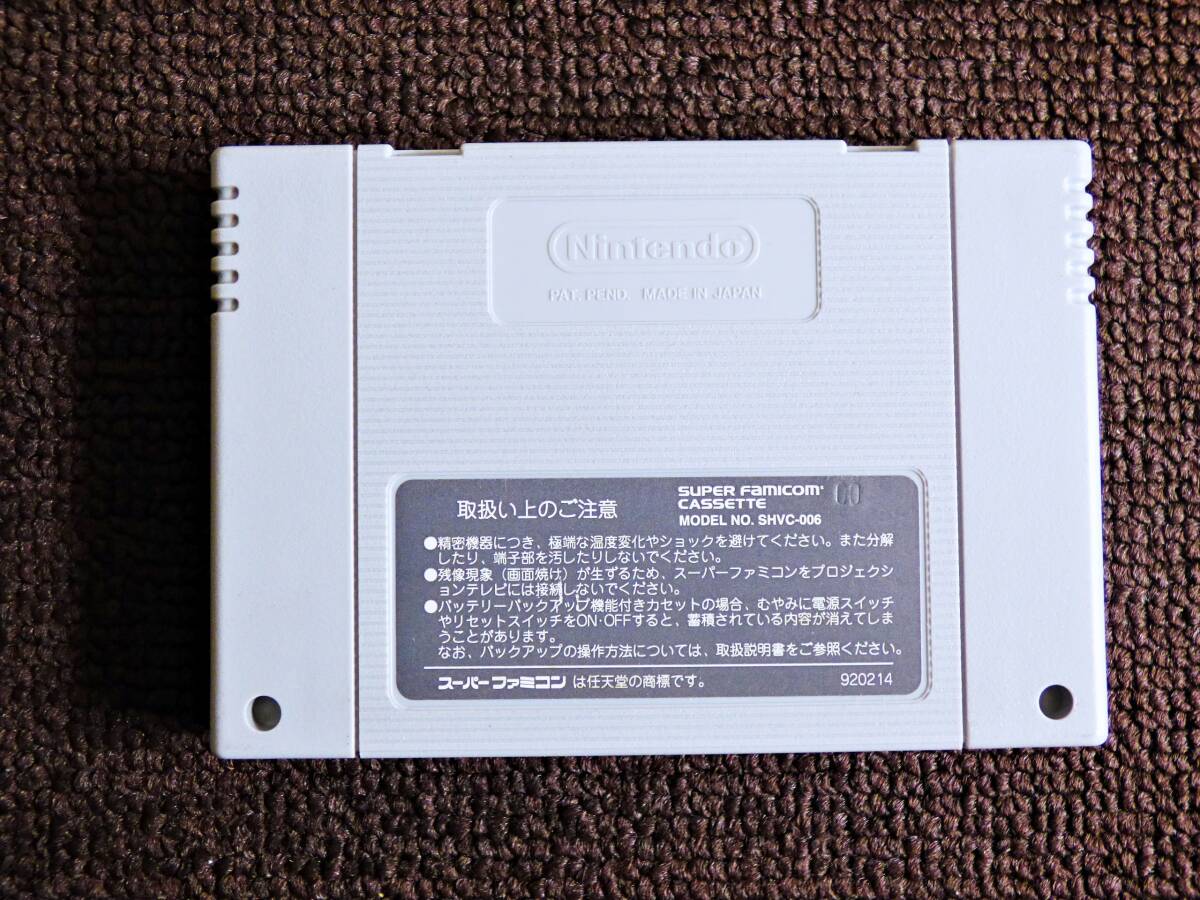 Nintendo
PAT. PEND. MADE IN JAPAN
取扱い上のご注意
SUPER FAMICOM
CASSETTE
MODEL NO. SHVC-006
00
●精密機器につき、極端な温度変化やショックを避けてください。また分解
したり、端子部を汚したりしないでください。
●残像現象(画面焼け)が生ずるため、スーパーファミコンをプロジェクシ
ョンテレビには接続しないでください。
●バッテリーバックアップ機能付きカセットの場合、むやみに電源スイッチ
やリセットスイッチをON·OFFすると、蓄積されている内容が消えてしま
うことがあります。
なお、バックアップの操作方法については、取扱説明書をご参照ください。
スーパーファミコン は任天堂の商標です。
920214